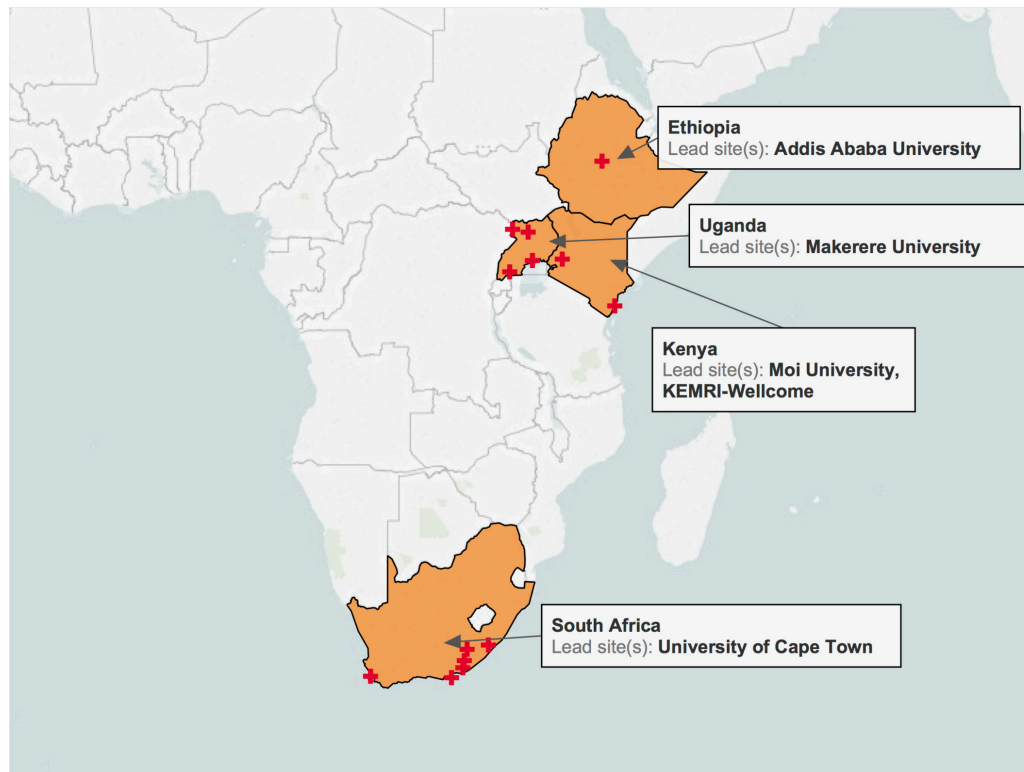 Ethiopia
Lead site(s): Addis Ababa University
Uganda
Lead site(s): Makerere University
Kenya
Lead site(s): Moi University,
KEMRI-Wellcome
South Africa
Lead site(s): University of Cape Town